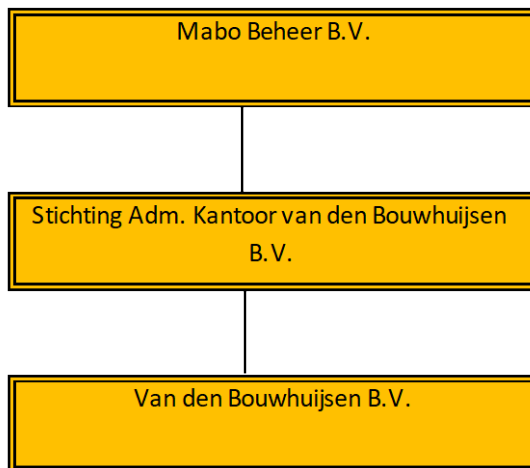 Mabo Beheer B.V.
Stichting Adm. Kantoor van den Bouwhuijsen
B.V.
Van den Bouwhuijsen B.V.